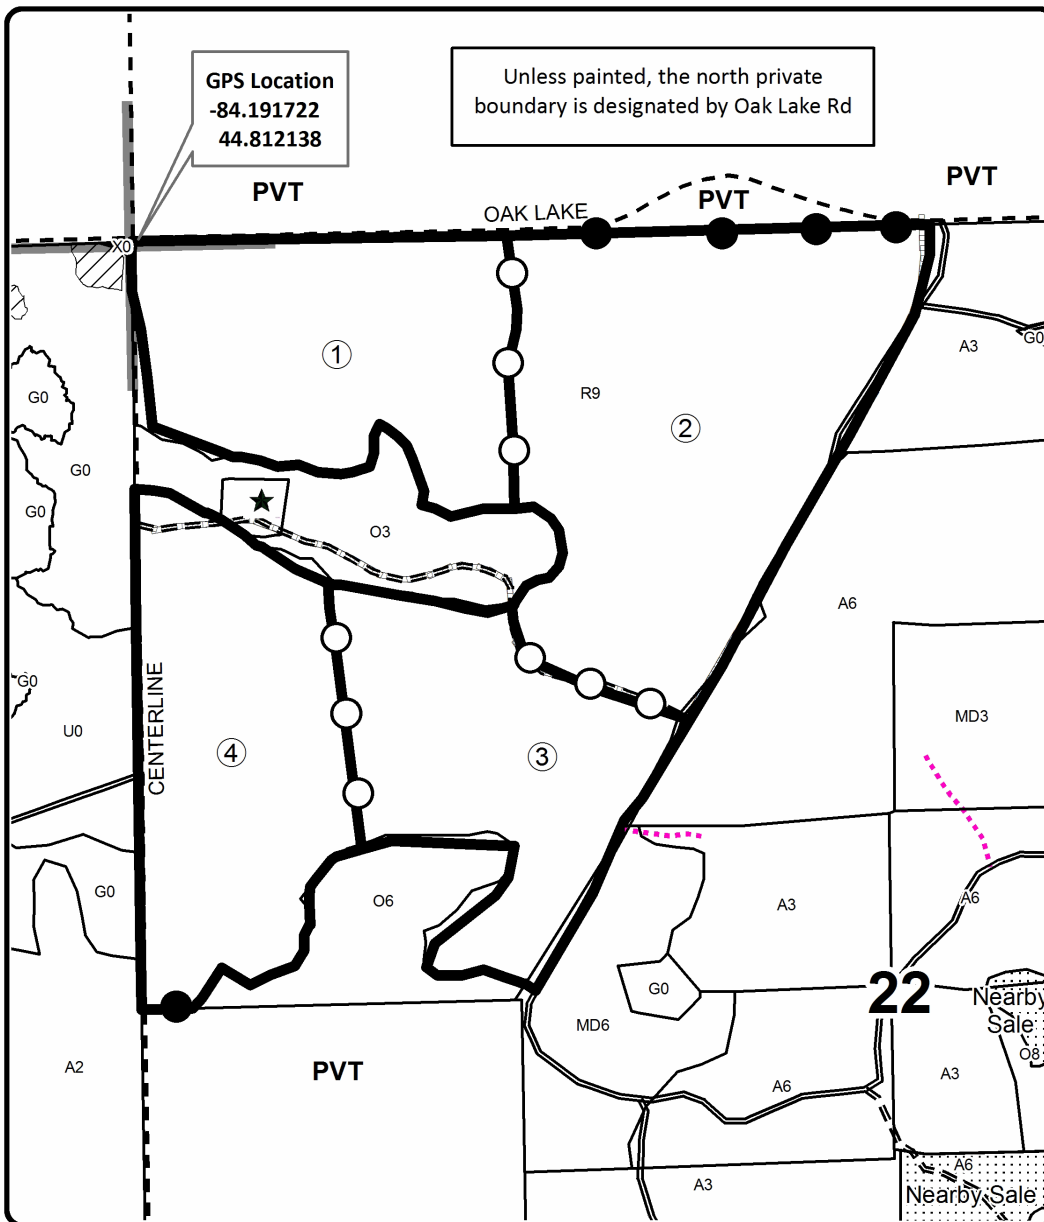 GPS Location
-84.191722
44.812138
Unless painted, the north private
boundary is designated by Oak Lake Rd
PVT
PVT
PVT
OAK LAKE
X0
1
A3
G0
G0
R9
2
G0
G0
O3
A6
G0
CENTERLINE
U0
4
3
MD3
G0
O6
A3
A6
22
G0
Nearby
Sale
MD6
O8
A2
PVT
A6
A3
A3
A6
Nearby Sale